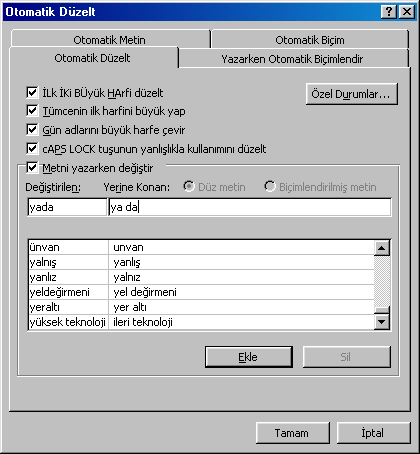 Otomatik Düzelt
Otomatik Metin Otomatik Biçim
Otomatik Düzelt Yazarken Otomatik Biçimlendir
İLk İKi BÜyük HArfi düzelt
Özel Durumlar...
Tümcenin ilk harfini büyük yap
Gün adlarını büyük harfe çevir
cAPS LOCK tuşunun yanlışlıkla kullanımını düzelt
Metni yazarken değiştir
Değiştirilen: Yerine Konan: Düz metin Biçimlendirilmiş metin
yada ya da
ünvan unvan
yalnış yanlış
yanlız yalnız
yeldeğirmeni yel değirmeni
yeraltı yer altı
yüksek teknoloji ileri teknoloji
Ekle Sil
Tamam İptal